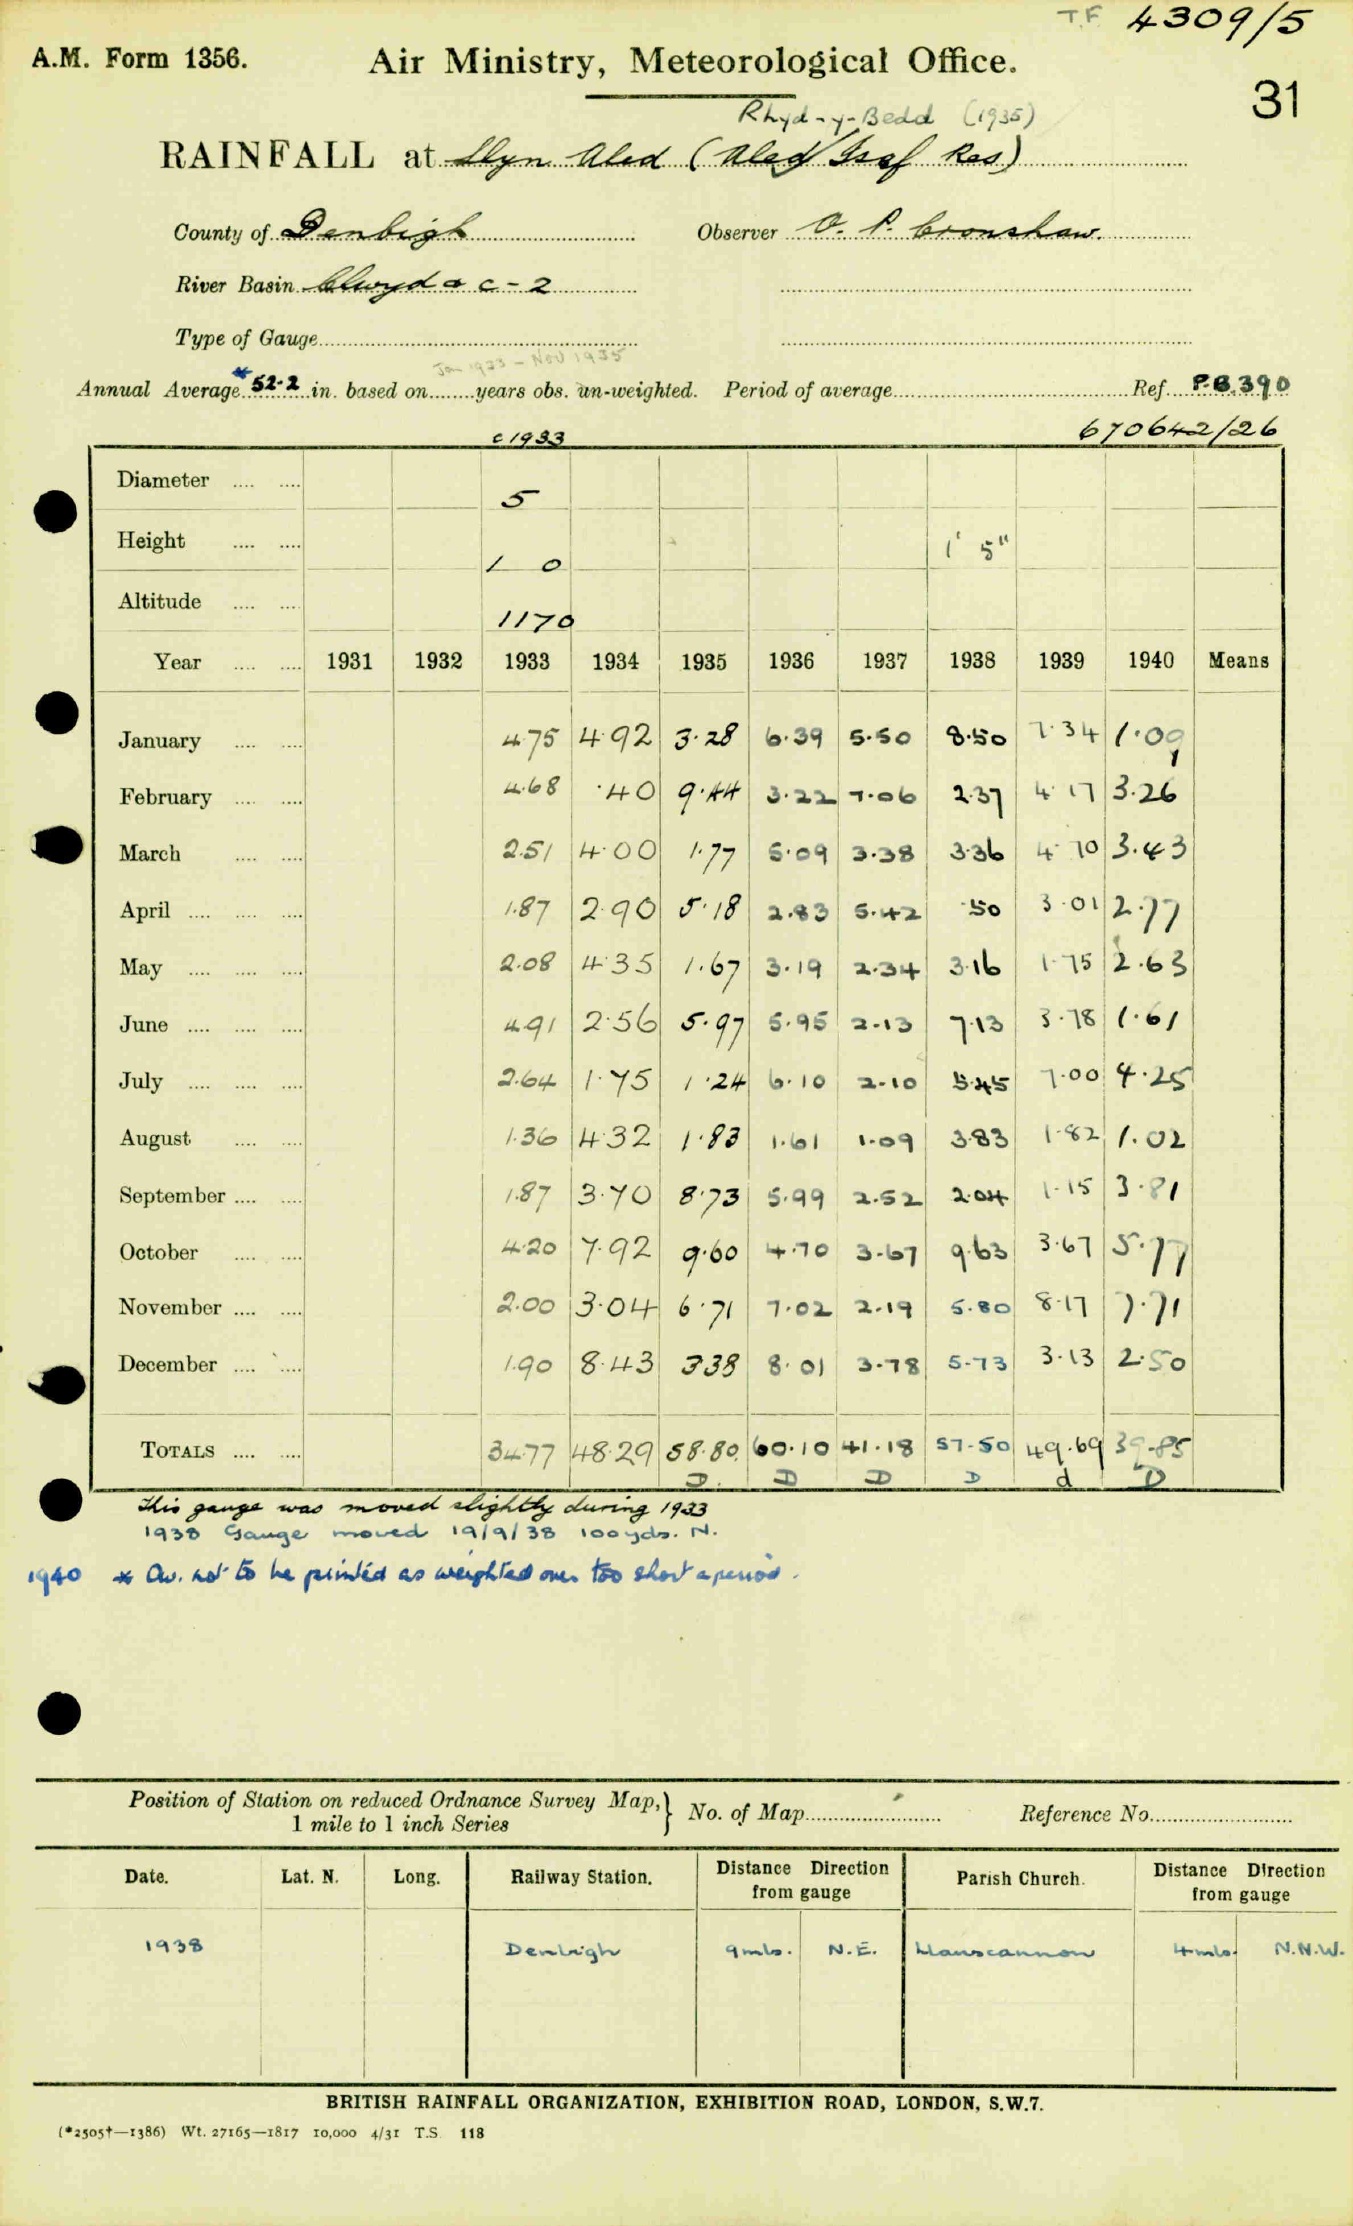 T.F. 4309/5
A.M. Form 1356. Air Ministry, Meteorological Office.
31
Rhyd-y-Bedd (1935)
RAINFALL at Llyn Aled (Aled Isaf Res)
County of Denbigh Observer O. P. Cronshaw.
River Basin Clwyd & C-2
Type of Gauge
Jan 1933 - Nov 1935
Annual Average * 52.2 in. based on years obs. un-weighted. Period of average Ref. P.B.390
c1933 670642/26
Diameter 5
Height 1 0 1' 5"
Altitude 1170
Year 1931 1932 1933 1934 1935 1936 1937 1938 1939 1940 Means
January 4.75 4.92 3.28 6.39 5.50 8.50 7.34 1.09
February 4.68 .40 9.44 3.22 7.06 2.37 4.17 3.26
March 2.51 4.00 1.77 5.09 3.38 3.36 4.70 3.43
April 1.87 2.90 5.18 2.83 5.42 .50 3.01 2.77
May 2.08 4.35 1.67 3.19 2.34 3.16 1.75 2.63
June 4.91 2.56 5.97 5.95 2.13 7.13 3.78 1.61
July 2.64 1.75 1.24 6.10 2.10 5.45 7.00 4.25
August 1.36 4.32 1.83 1.61 1.09 3.83 1.82 1.02
September 1.87 3.70 8.73 5.99 2.52 2.04 1.15 3.81
October 4.20 7.92 9.60 4.70 3.67 9.63 3.67 5.77
November 2.00 3.04 6.71 7.02 2.19 5.80 8.17 7.71
December 1.90 8.43 3.38 8.01 3.78 5.73 3.13 2.50
TOTALS 34.77 48.29 58.80 60.10 41.18 57.50 49.69 39.85
D D D D d D
This gauge was moved slightly during 1933
1938 Gauge moved 19/9/38 100yds. N.
1940 * Av. not to be printed as weighted over too short a period.
Position of Station on reduced Ordnance Survey Map, 1 mile to 1 inch Series } No. of Map Reference No.
Date. Lat. N. Long. Railway Station. Distance Direction from gauge Parish Church. Distance Direction from gauge
1938 Denbigh 9mls. N.E. Llanscannon 4mls. N.N.W.
BRITISH RAINFALL ORGANIZATION, EXHIBITION ROAD, LONDON, S.W.7.
(*2505†—1386) Wt. 27165—1817 10,000 4/31 T.S. 118